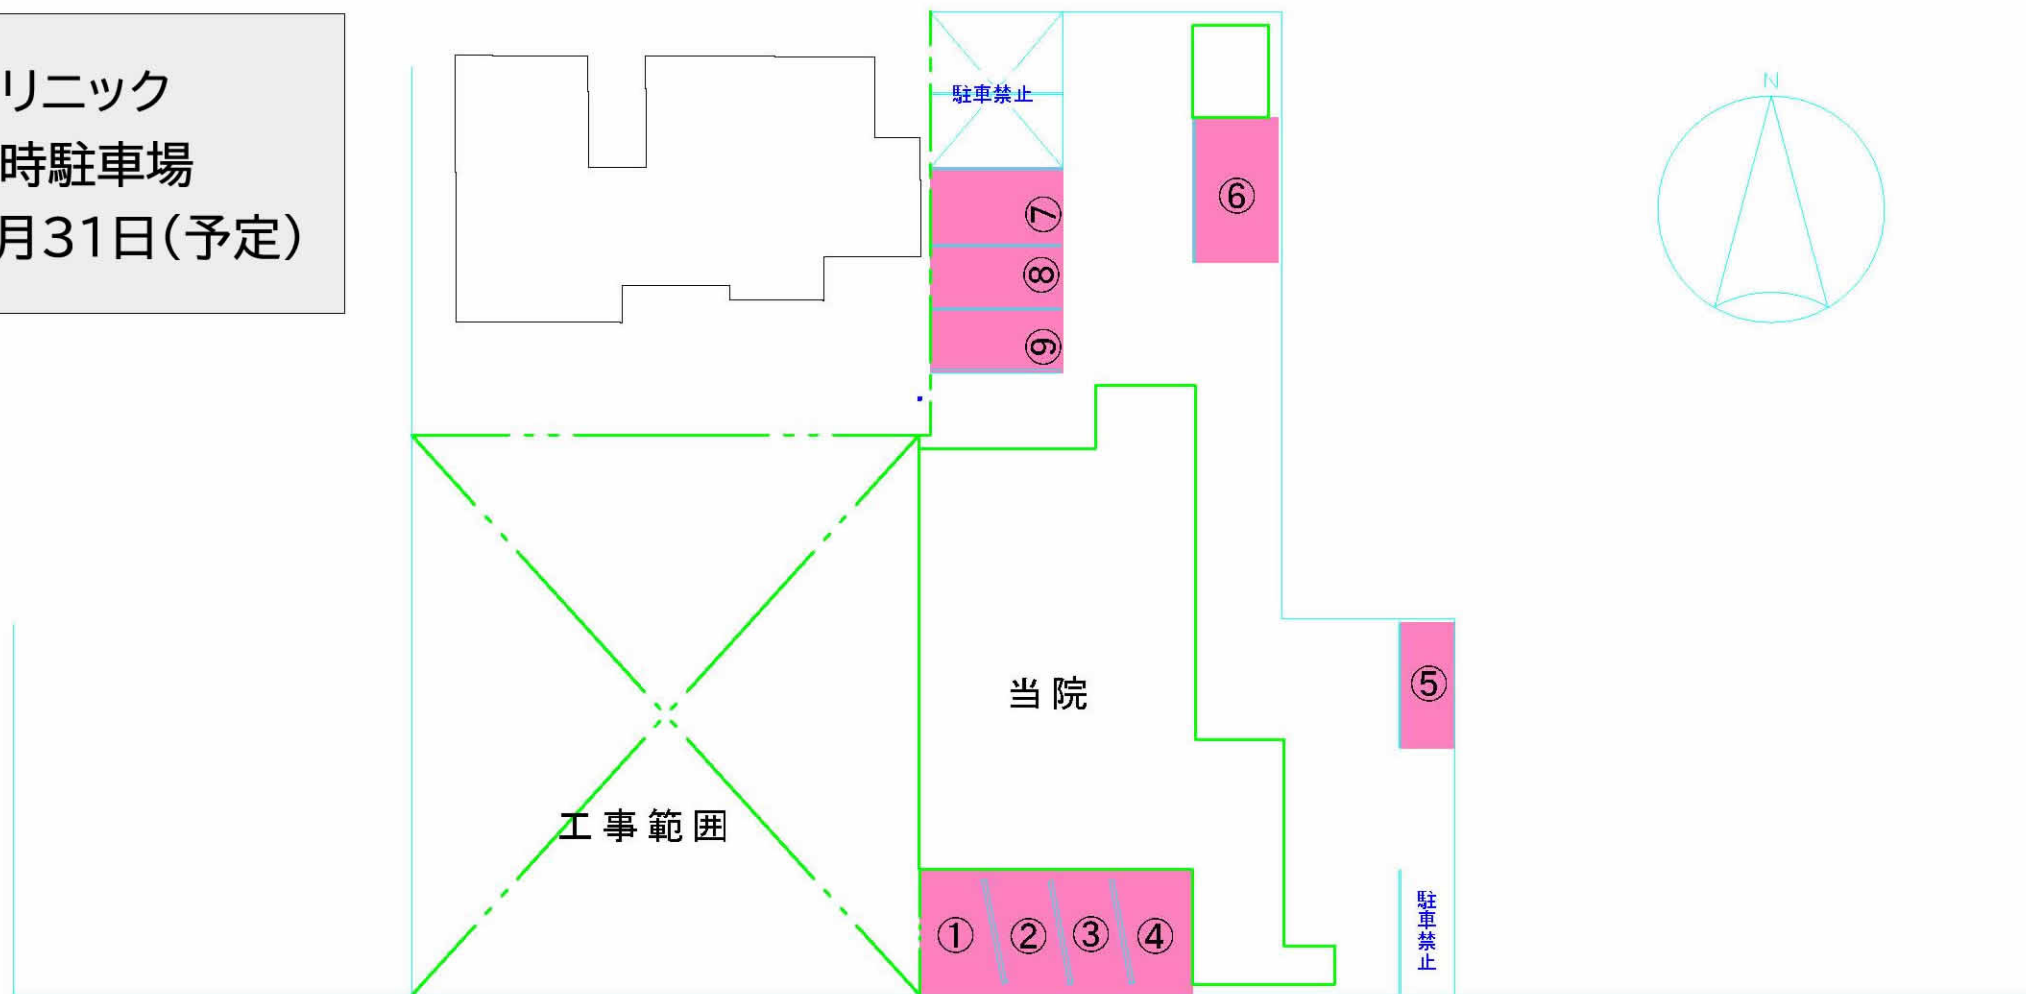 リニック
時駐車場
月31日(予定)
N
駐車禁止
⑥
⑦
⑧
⑨
当院
⑤
工事範囲
①
②
③
④
駐車禁止